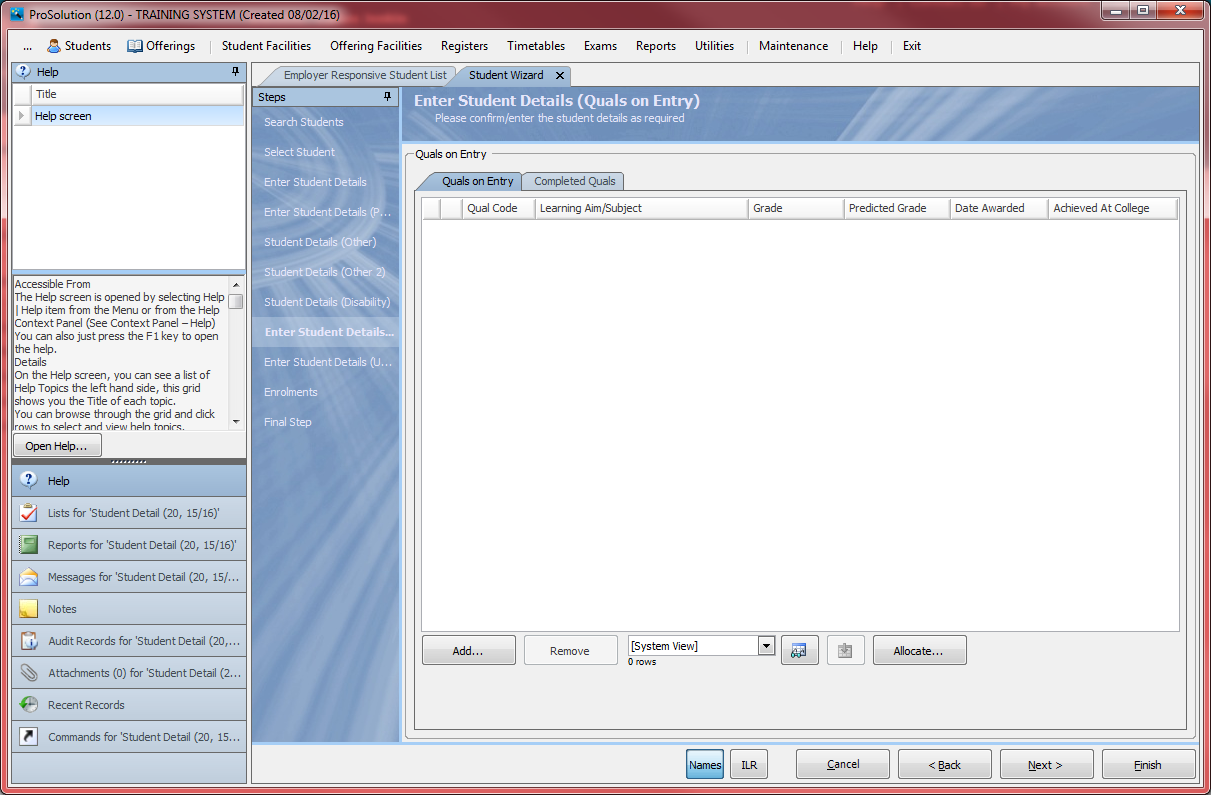 ProSolution (12.0) - TRAINING SYSTEM (Created 08/02/16)
... Students Offerings Student Facilities Offering Facilities Registers Timetables Exams Reports Utilities Maintenance Help Exit
Help
Title
Help screen
Accessible From
The Help screen is opened by selecting Help
| Help item from the Menu or from the Help
Context Panel (See Context Panel – Help)
You can also just press the F1 key to open
the help.
Details
On the Help screen, you can see a list of
Help Topics the left hand side, this grid
shows you the Title of each topic.
You can browse through the grid and click
rows to select and view help topics.
Open Help...
Help
Lists for 'Student Detail (20, 15/16)'
Reports for 'Student Detail (20, 15/16)'
Messages for 'Student Detail (20, 15/...
Notes
Audit Records for 'Student Detail (20,...
Attachments (0) for 'Student Detail (2...
Recent Records
Commands for 'Student Detail (20, 15...
Employer Responsive Student List Student Wizard
Steps
Search Students
Select Student
Enter Student Details
Enter Student Details (P...
Student Details (Other)
Student Details (Other 2)
Student Details (Disability)
Enter Student Details...
Enter Student Details (U...
Enrolments
Final Step
Enter Student Details (Quals on Entry)
Please confirm/enter the student details as required
Quals on Entry
Quals on Entry Completed Quals
Qual Code Learning Aim/Subject Grade Predicted Grade Date Awarded Achieved At College
Add... Remove [System View] Allocate...
0 rows
Names ILR Cancel < Back Next > Finish